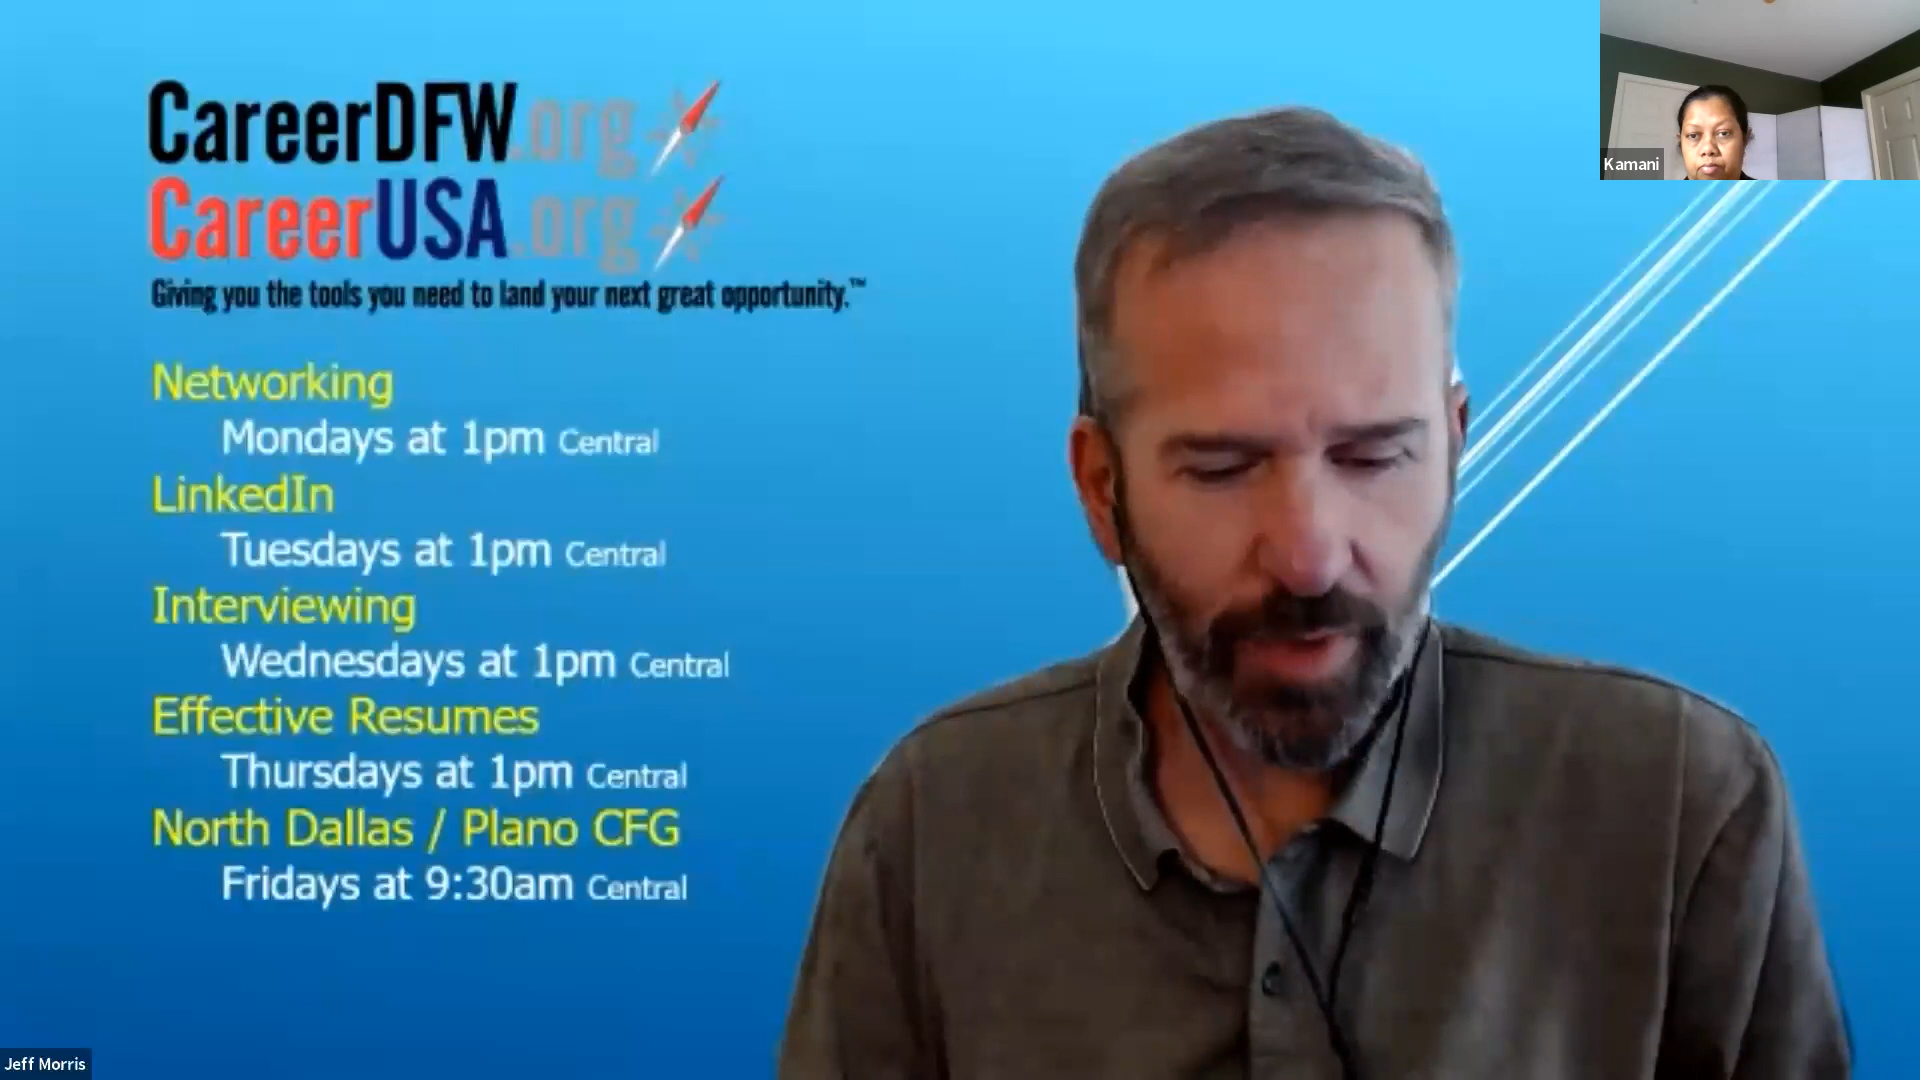 CareerDFW.org
CareerUSA.org
Giving you the tools you need to land your next great opportunity.™
Networking
Mondays at 1pm Central
LinkedIn
Tuesdays at 1pm Central
Interviewing
Wednesdays at 1pm Central
Effective Resumes
Thursdays at 1pm Central
North Dallas / Plano CFG
Fridays at 9:30am Central
Kamani
Jeff Morris